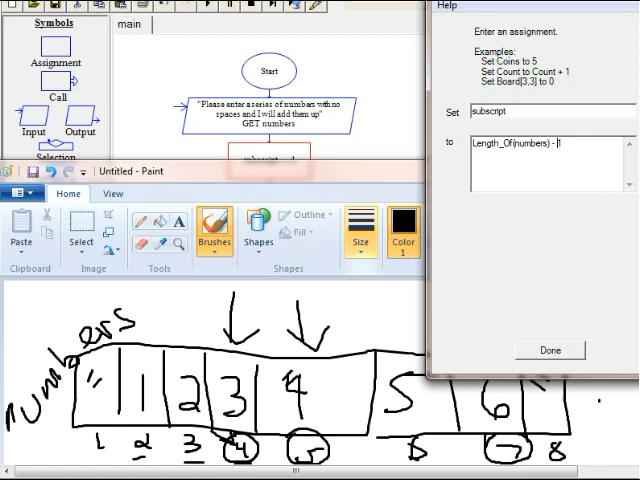 Help
Symbols
Assignment
Call
Input
Output
Selection
main
Start
"Please enter a series of numbers with no
spaces and I will add them up"
GET numbers
Enter an assignment.
Examples:
Set Coins to 5
Set Count to Count + 1
Set Board[3,3] to 0
Set
subscript
to
Length_Of(numbers) - 1
Done
Untitled - Paint
Home
View
Paste
Select
Brushes
Shapes
Outline
Fill
Size
Color
1
Clipboard
Image
Tools
Shapes
numbers
" 1 2 3 4 5 6 "
1 2 3 4 5 6 7 8